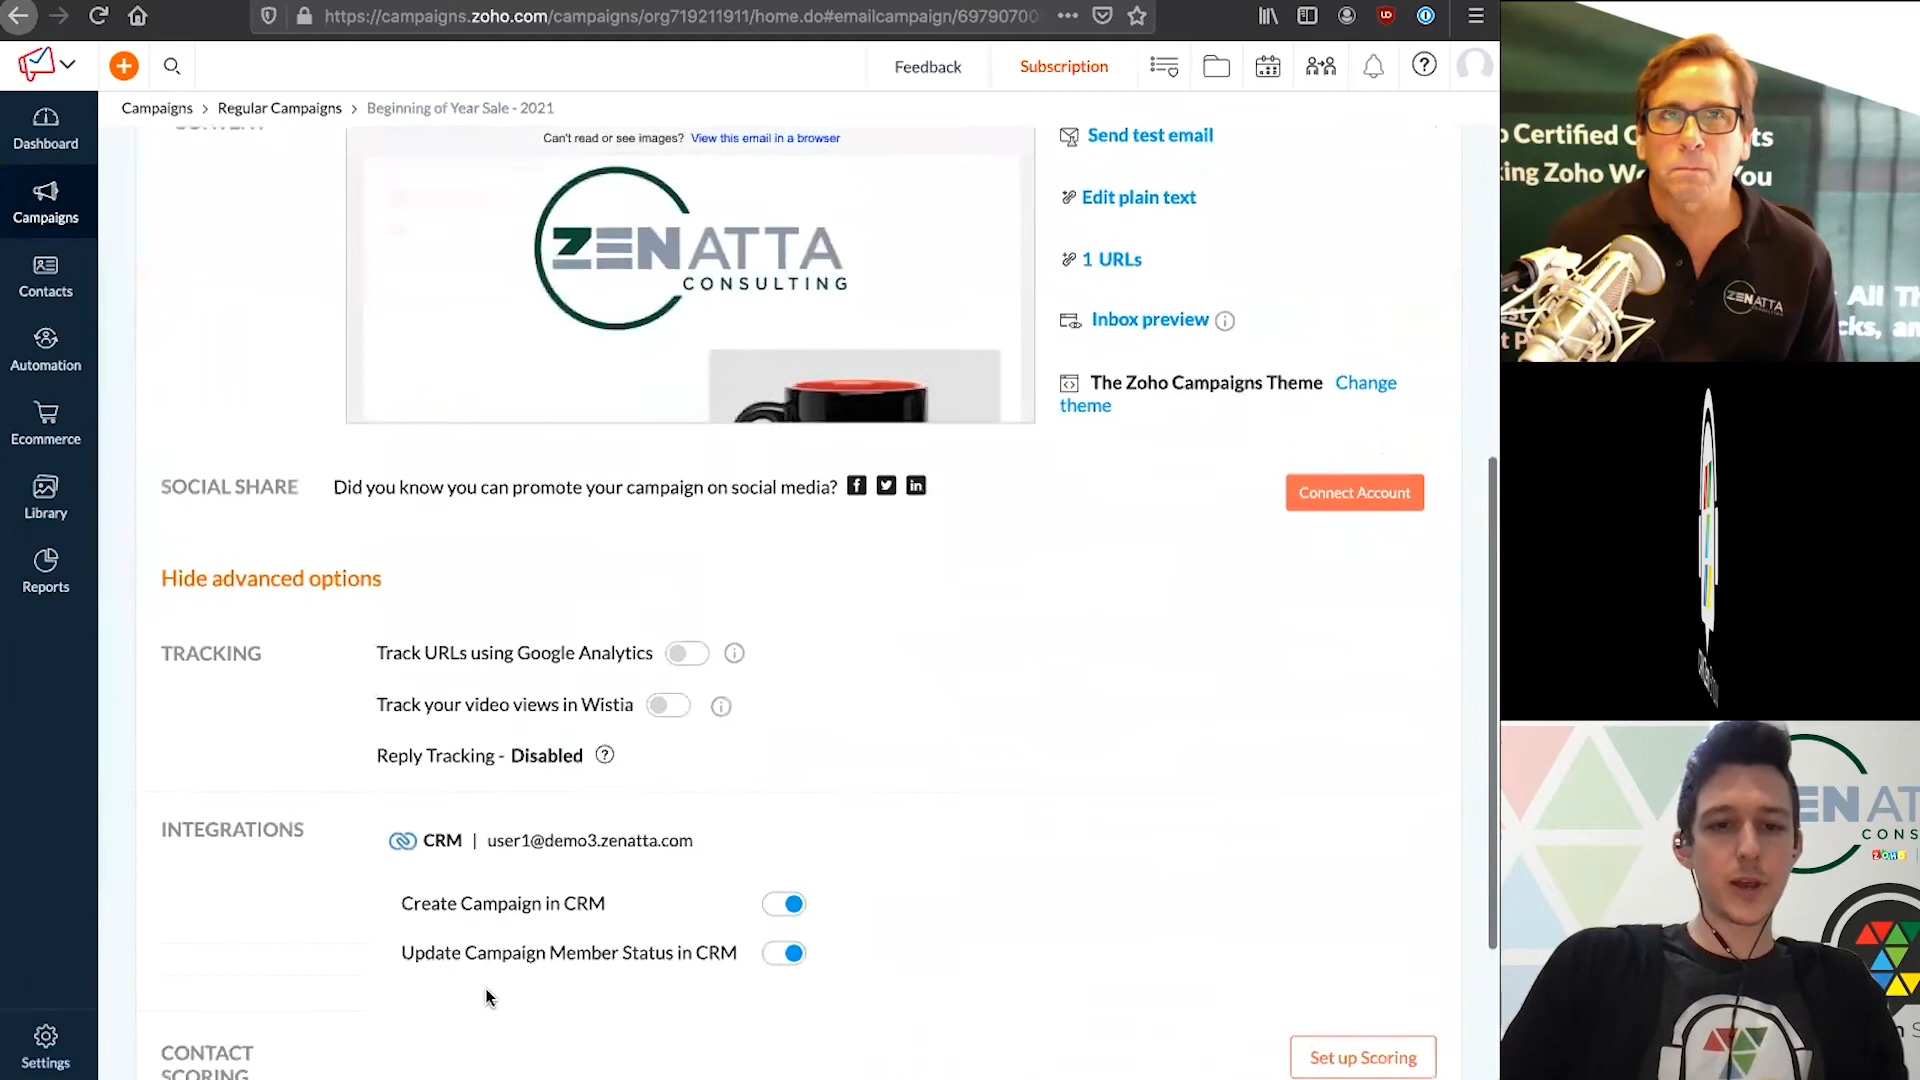 https://campaigns.zoho.com/campaigns/org719211911/home.do#emailcampaign/69790700
Feedback
Subscription
Campaigns > Regular Campaigns > Beginning of Year Sale - 2021
Dashboard
Campaigns
Contacts
Automation
Ecommerce
Library
Reports
Settings
Can't read or see images? View this email in a browser
ZENATTA
CONSULTING
Send test email
Edit plain text
1 URLs
Inbox preview
The Zoho Campaigns Theme Change
theme
SOCIAL SHARE
Did you know you can promote your campaign on social media?
Connect Account
Hide advanced options
TRACKING
Track URLs using Google Analytics
Track your video views in Wistia
Reply Tracking - Disabled
INTEGRATIONS
CRM | user1@demo3.zenatta.com
Create Campaign in CRM
Update Campaign Member Status in CRM
CONTACT
SCORING
Set up Scoring
Certified
Zoho
You
ZENATTA
All
ZOHO